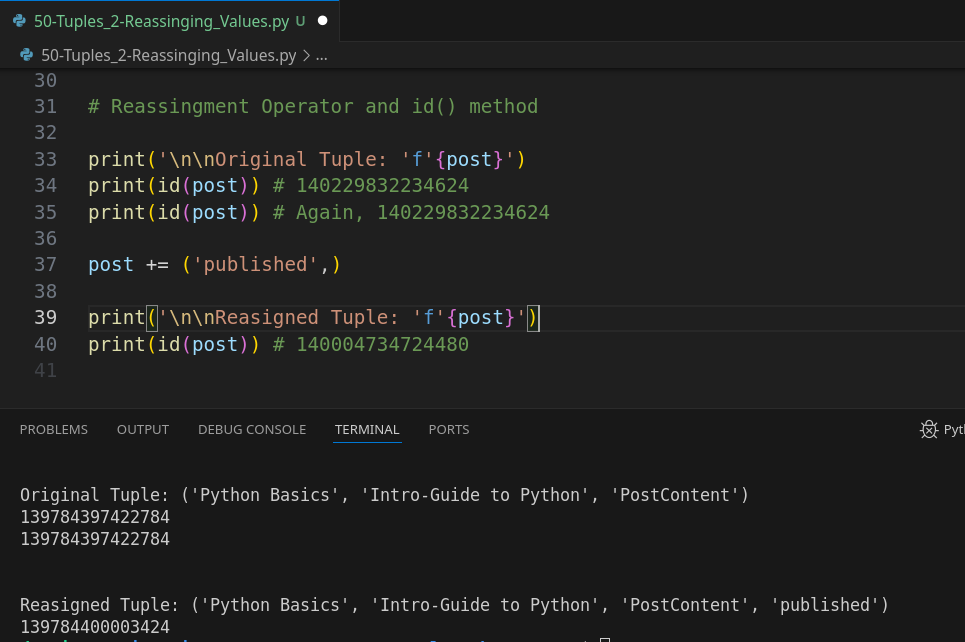 50-Tuples_2-Reassinging_Values.py U
50-Tuples_2-Reassinging_Values.py > ...
30
31 # Reassingment Operator and id() method
32
33 print('\n\nOriginal Tuple: 'f'{post}')
34 print(id(post)) # 140229832234624
35 print(id(post)) # Again, 140229832234624
36
37 post += ('published',)
38
39 print('\n\nReasigned Tuple: 'f'{post}')
40 print(id(post)) # 140004734724480
41
PROBLEMS OUTPUT DEBUG CONSOLE TERMINAL PORTS Pyt
Original Tuple: ('Python Basics', 'Intro-Guide to Python', 'PostContent')
139784397422784
139784397422784
Reasigned Tuple: ('Python Basics', 'Intro-Guide to Python', 'PostContent', 'published')
139784400003424